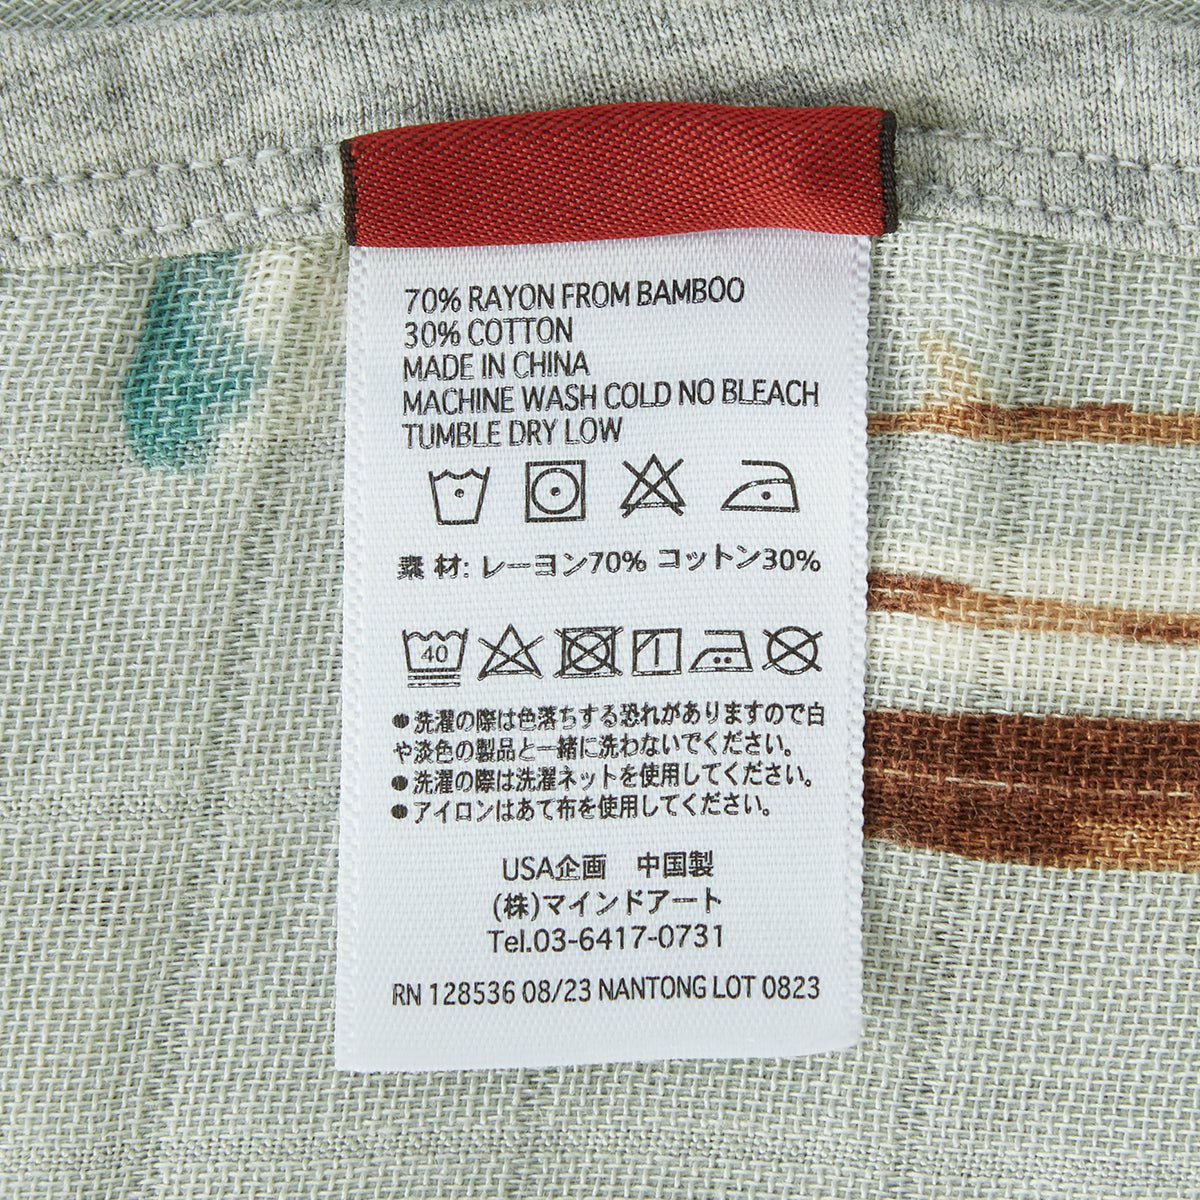 70% RAYON FROM BAMBOO
30% COTTON
MADE IN CHINA
MACHINE WASH COLD NO BLEACH
TUMBLE DRY LOW
素 材: レーヨン70% コットン30%
40
●洗濯の際は色落ちする恐れがありますので白
や淡色の製品と一緒に洗わないでください。
●洗濯の際は洗濯ネットを使用してください。
●アイロンはあて布を使用してください。
USA企画 中国製
(株)マインドアート
Tel.03-6417-0731
RN 128536 08/23 NANTONG LOT 0823